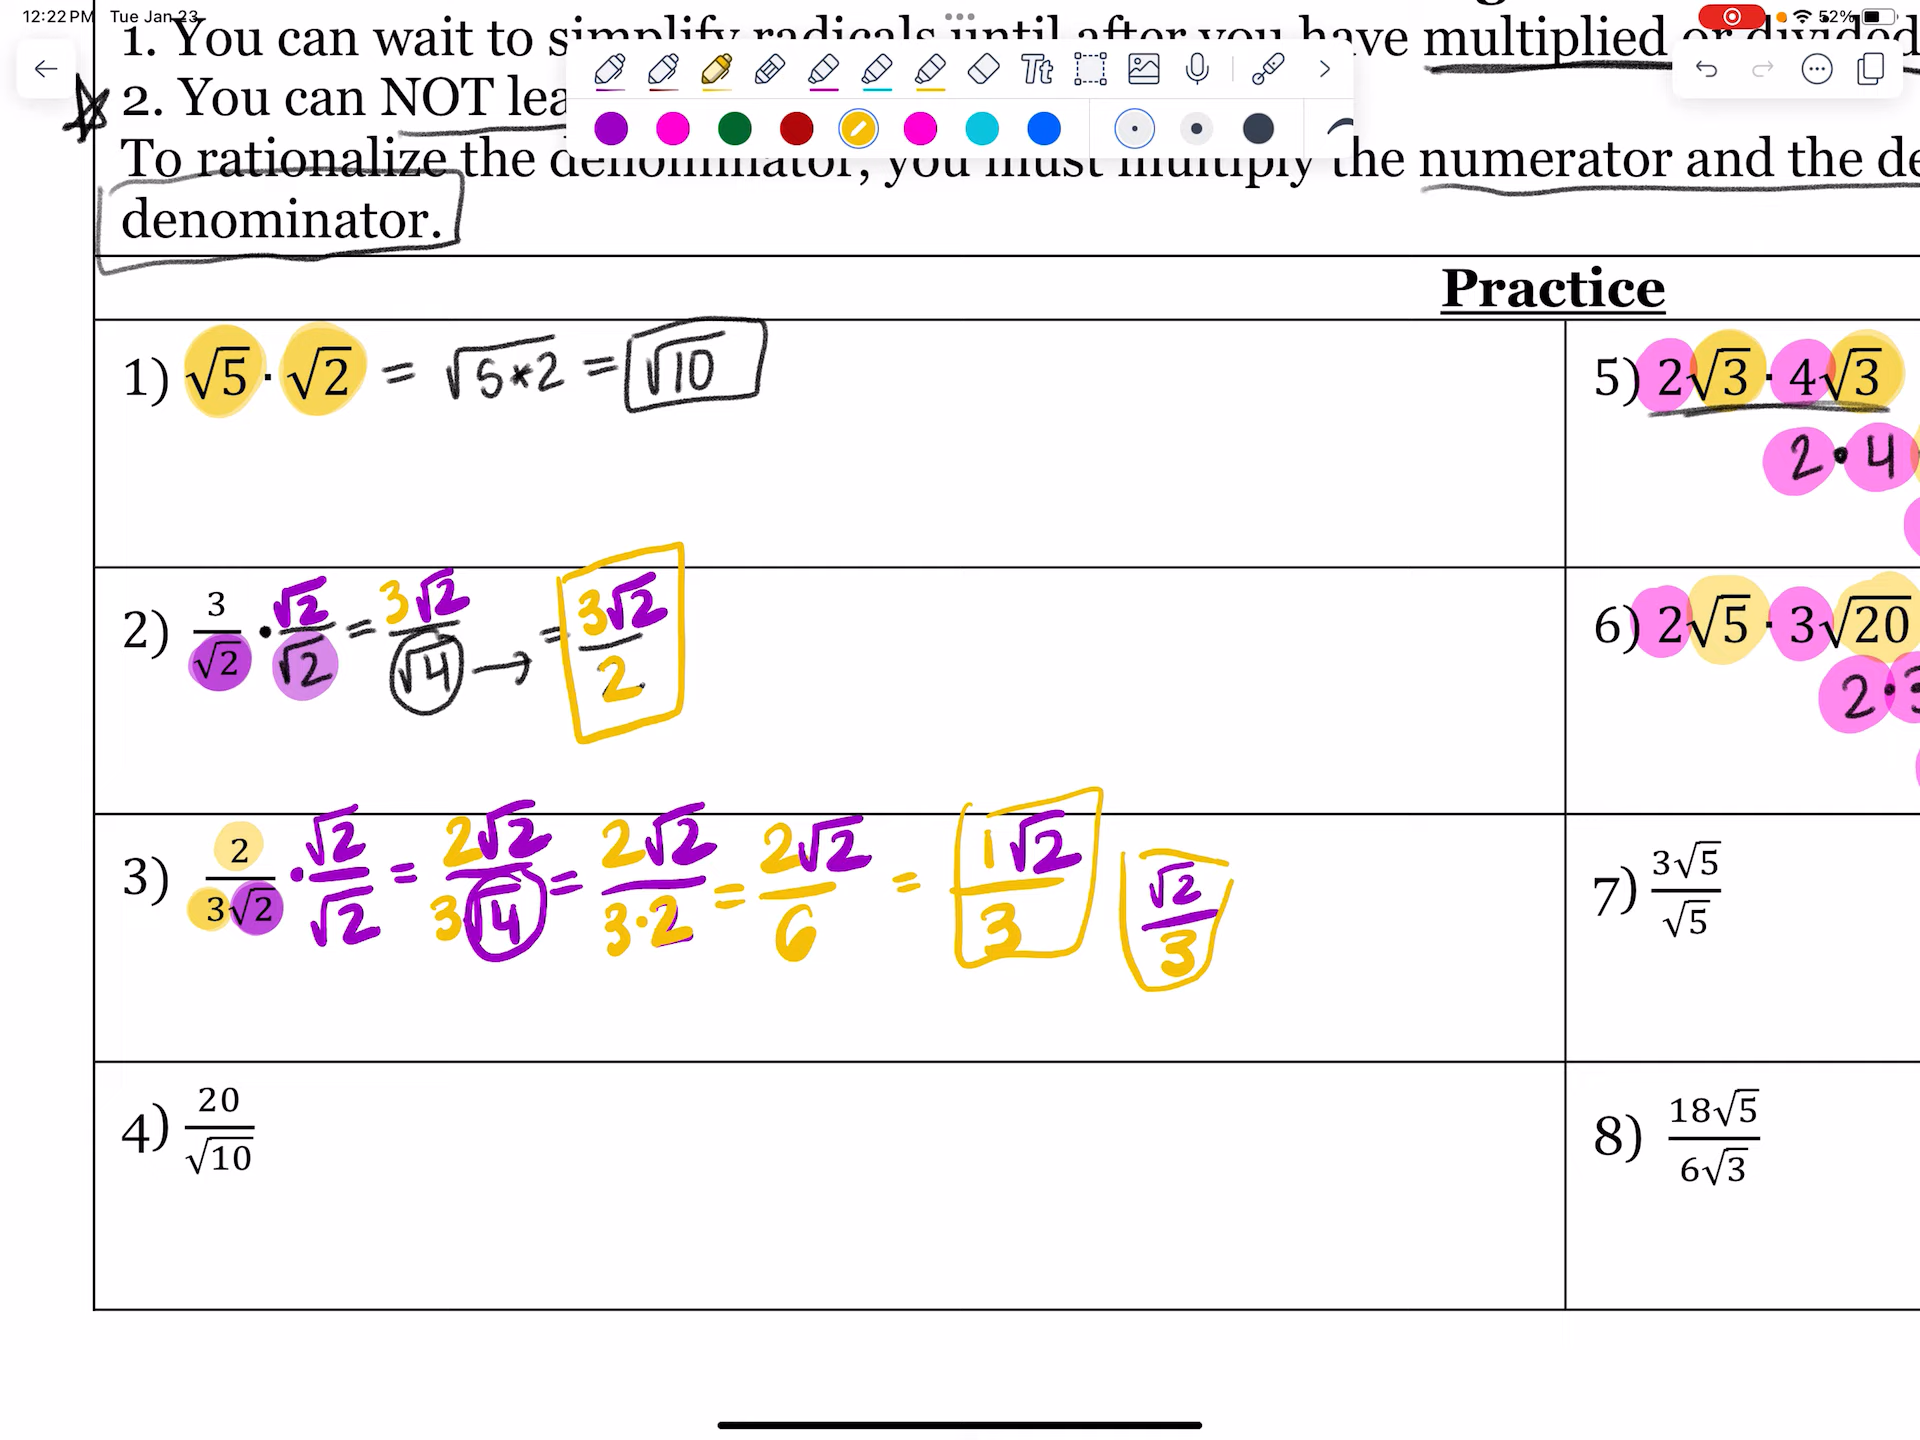 12:22 PM Tue Jan 23
52%
1. You can wait to simplify radicals until after you have multiplied or divided
2. You can NOT lea
Tt
To rationalize the denominator, you must multiply the numerator and the de
denominator.
Practice
1) √5 · √2 = √5*2 = √10
5) 2√3 · 4√3
2 • 4
2) 3/√2 • √2/√2 = 3√2/√4 → = 3√2/2
6) 2√5 · 3√20
2 • 3
3) 2/3√2 · √2/√2 = 2√2/3√4 = 2√2/3·2 = 2√2/6 = 1√2/3 √2/3
7) 3√5/√5
4) 20/√10
8) 18√5/6√3